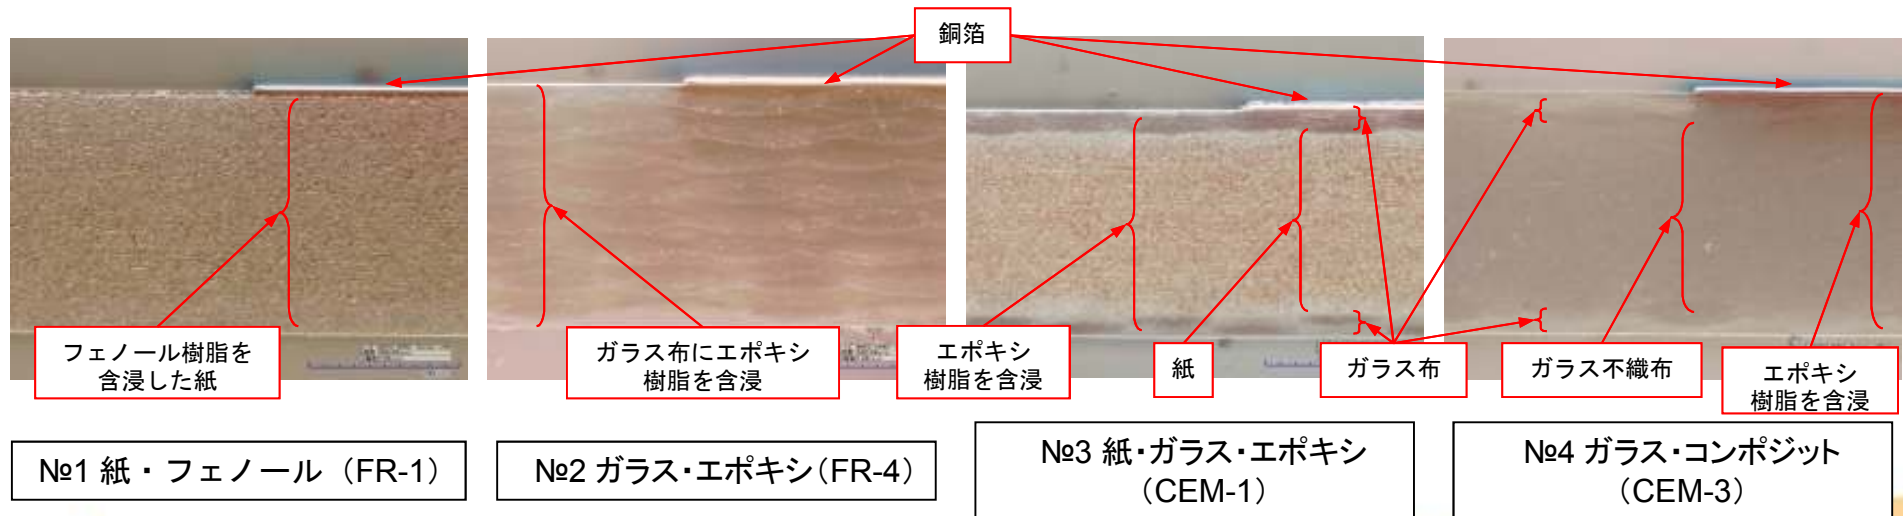 銅箔
フェノール樹脂を
含浸した紙
ガラス布にエポキシ
樹脂を含浸
エポキシ
樹脂を含浸
紙
ガラス布
ガラス不織布
エポキシ
樹脂を含浸
№1 紙・フェノール（FR-1）
№2 ガラス・エポキシ（FR-4）
№3 紙・ガラス・エポキシ
（CEM-1）
№4 ガラス・コンポジット
（CEM-3）